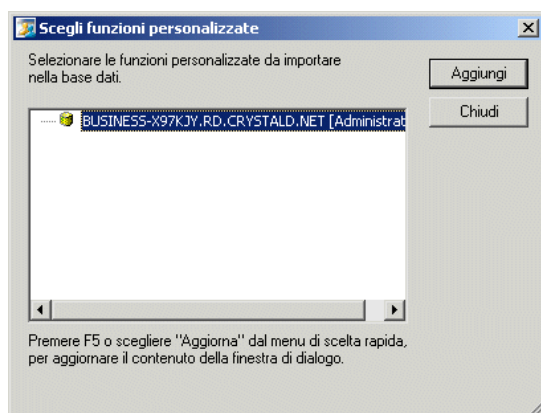 Scegli funzioni personalizzate
Selezionare le funzioni personalizzate da importare
nella base dati.
Aggiungi
Chiudi
BUSINESS-X97KJY.RD.CRYSTALD.NET [Administrat
Premere F5 o scegliere "Aggiorna" dal menu di scelta rapida,
per aggiornare il contenuto della finestra di dialogo.